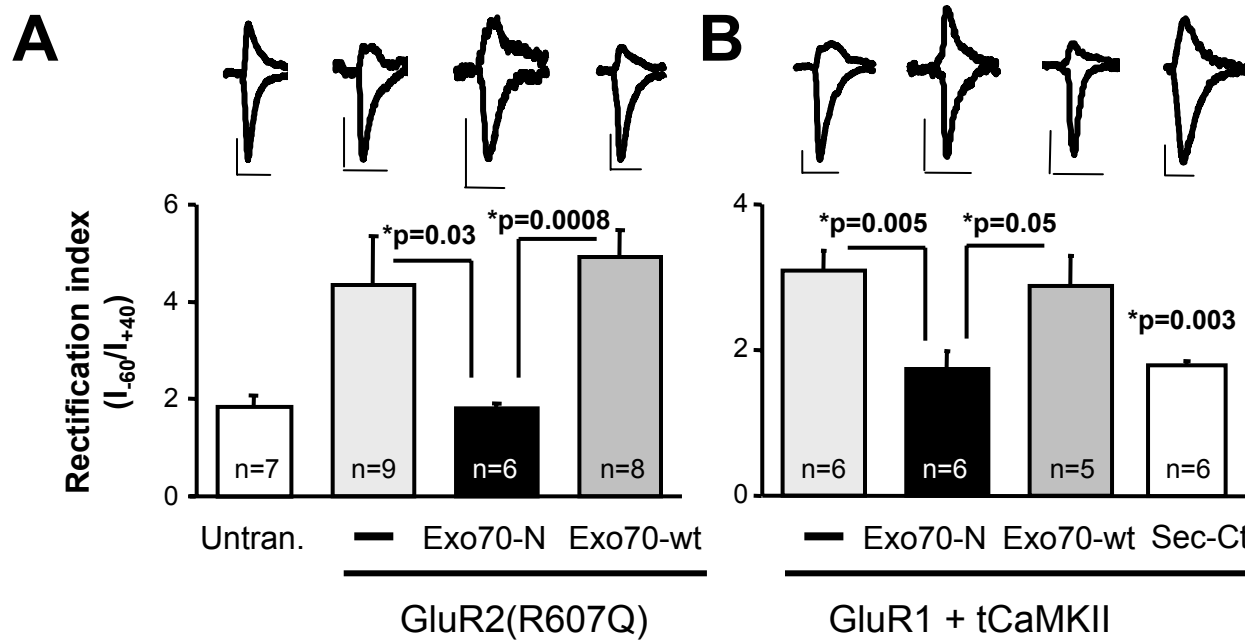 A
B
Rectification index
(I-60/I+40)
6
4
2
0
*p=0.03
*p=0.0008
n=7
n=9
n=6
n=8
Untran.
–
Exo70-N
Exo70-wt
GluR2(R607Q)
4
2
0
*p=0.005
*p=0.05
*p=0.003
n=6
n=6
n=5
n=6
–
Exo70-N
Exo70-wt
Sec-Ct
GluR1 + tCaMKII